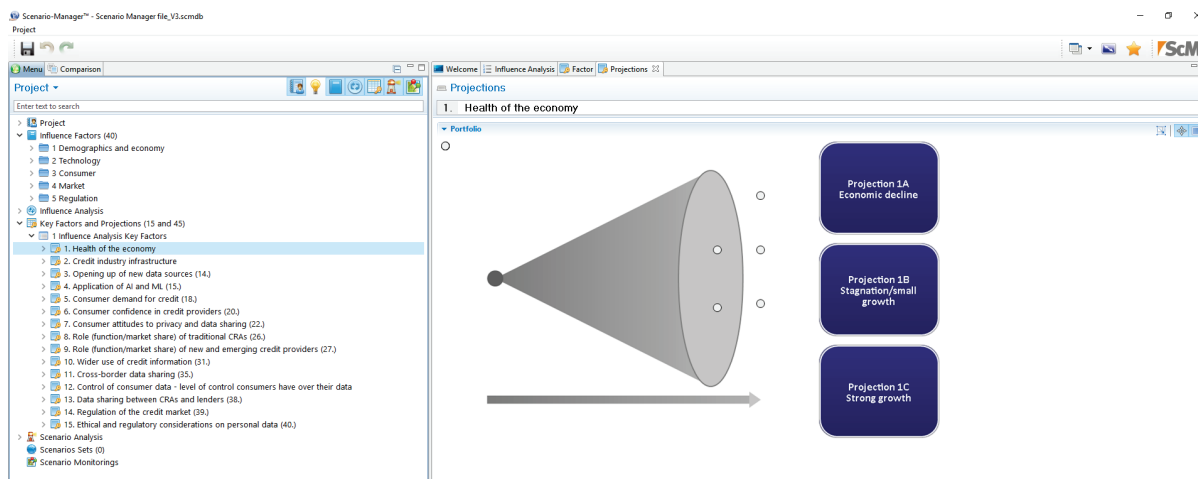 Scenario-Manager™ - Scenario Manager file_V3.scmdb
Project
ScM
Menu
Comparison
Welcome
Influence Analysis
Factor
Projections
Project
Projections
Enter text to search
1. Health of the economy
Portfolio
Project
Influence Factors (40)
1 Demographics and economy
2 Technology
3 Consumer
4 Market
5 Regulation
Influence Analysis
Key Factors and Projections (15 and 45)
1 Influence Analysis Key Factors
1. Health of the economy
2. Credit industry infrastructure
3. Opening up of new data sources (14.)
4. Application of AI and ML (15.)
5. Consumer demand for credit (18.)
6. Consumer confidence in credit providers (20.)
7. Consumer attitudes to privacy and data sharing (22.)
8. Role (function/market share) of traditional CRAs (26.)
9. Role (function/market share) of new and emerging credit providers (27.)
10. Wider use of credit information (31.)
11. Cross-border data sharing (35.)
12. Control of consumer data - level of control consumers have over their data
13. Data sharing between CRAs and lenders (38.)
14. Regulation of the credit market (39.)
15. Ethical and regulatory considerations on personal data (40.)
Scenario Analysis
Scenarios Sets (0)
Scenario Monitorings
Projection 1A
Economic decline
Projection 1B
Stagnation/small
growth
Projection 1C
Strong growth